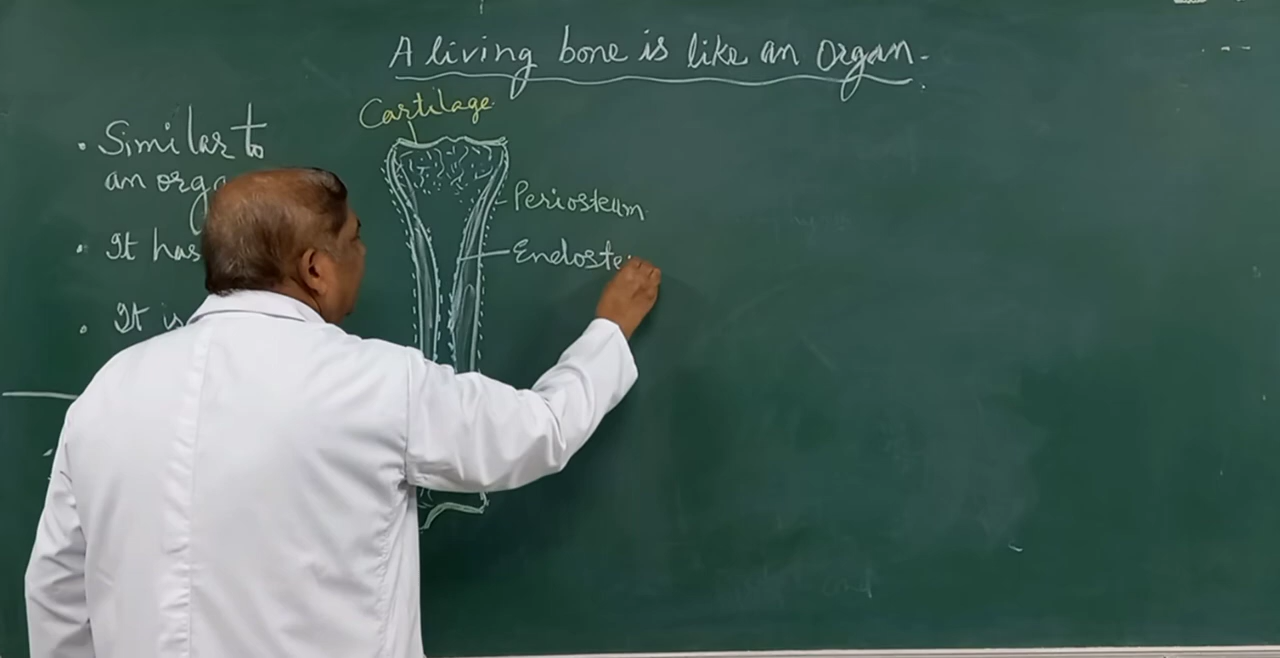 A living bone is like an organ.
Cartilage
• Similar to
an orga
Periosteum
• It has
Endoste
• It is